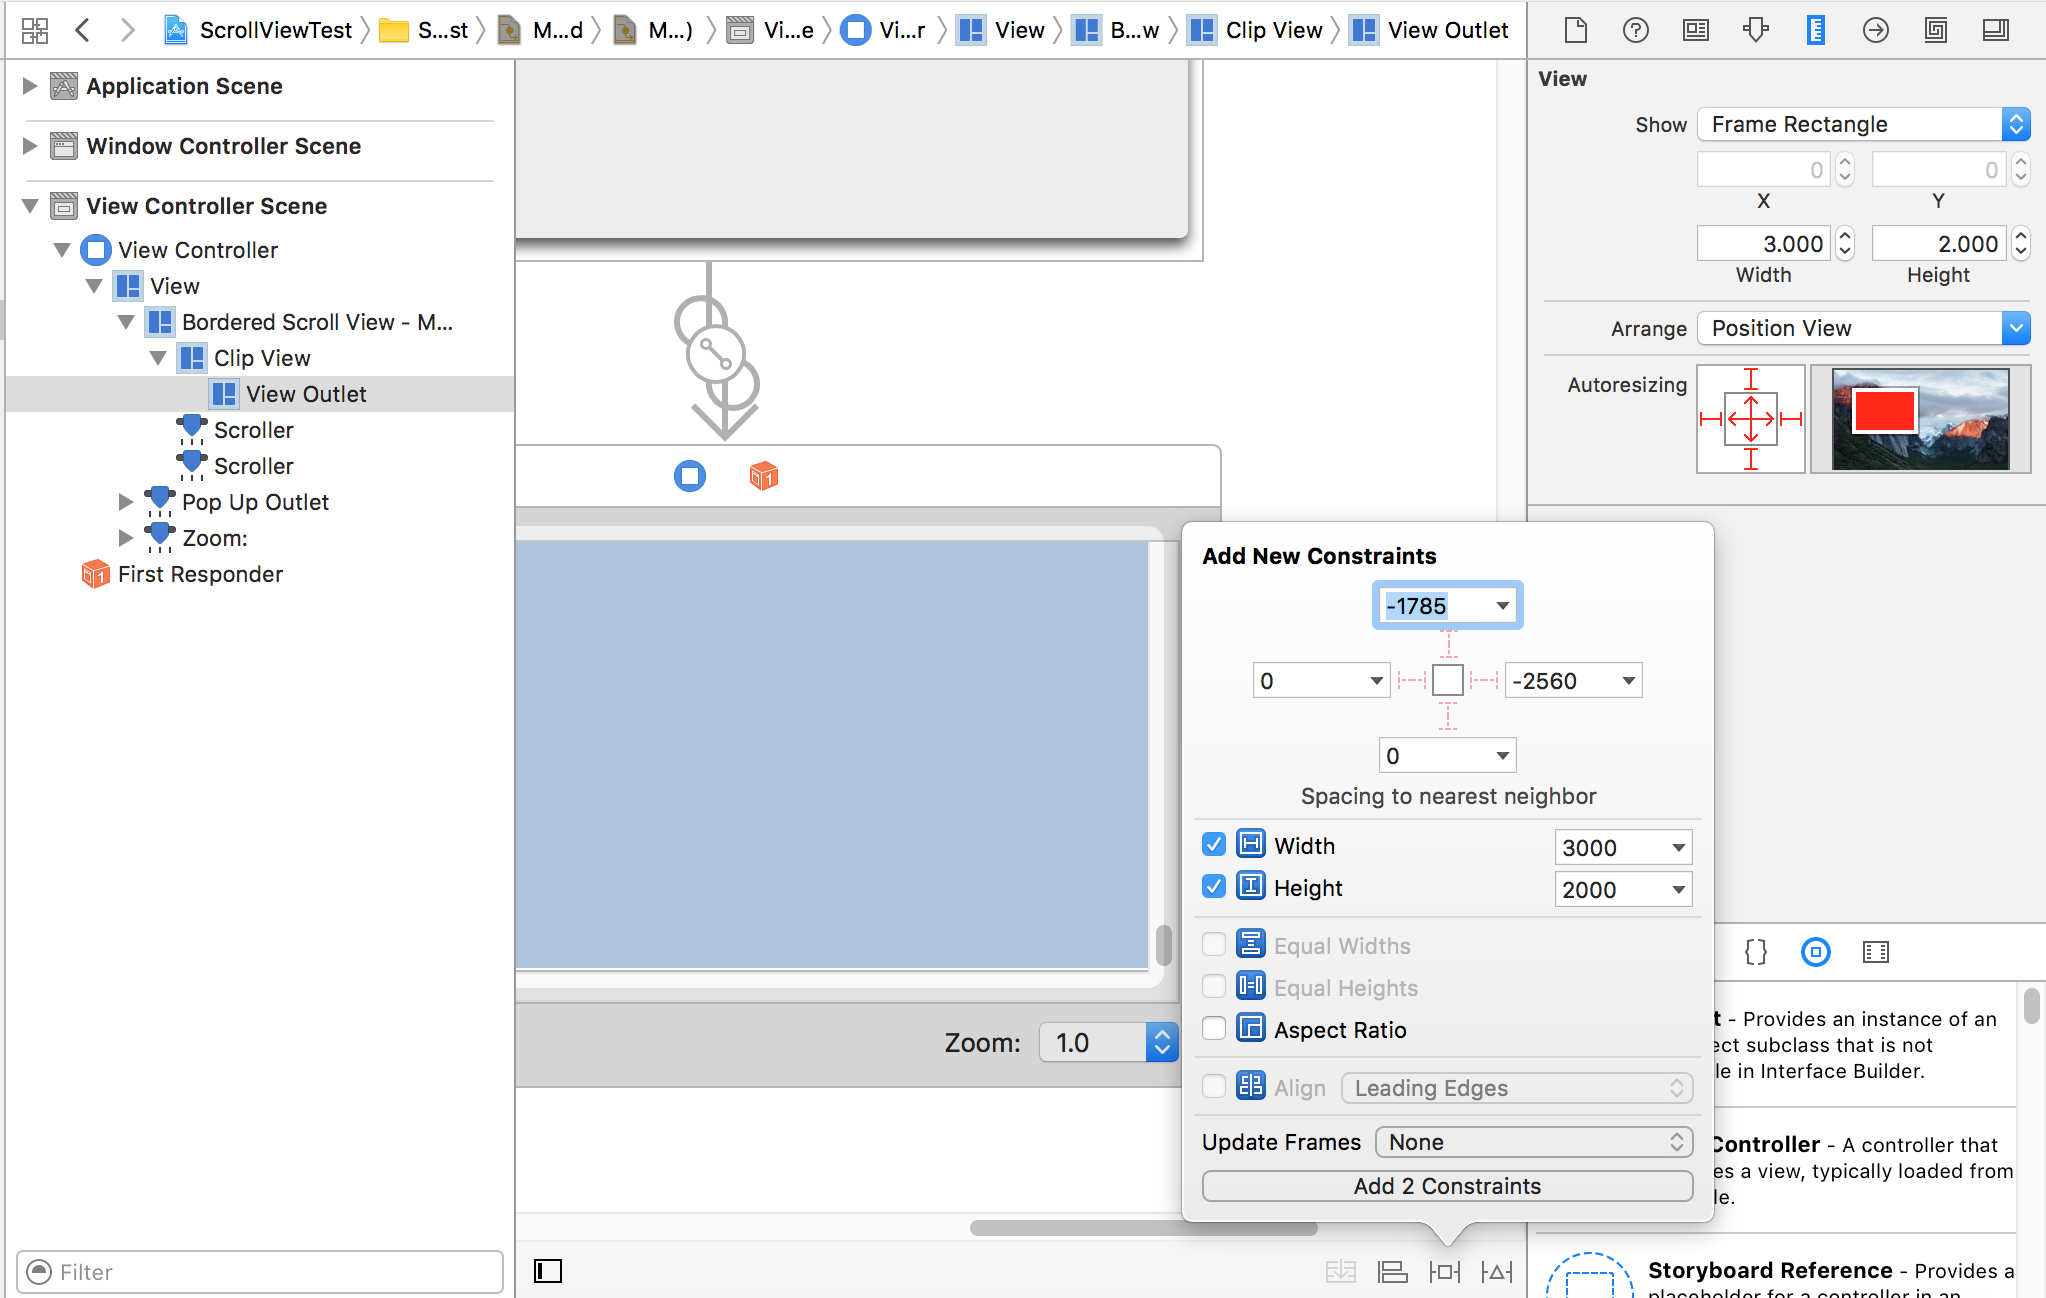 ScrollViewTest
S...st
M...d
M...)
Vi...e
Vi...r
View
B...w
Clip View
View Outlet
Application Scene
Window Controller Scene
View Controller Scene
View Controller
View
Bordered Scroll View - M...
Clip View
View Outlet
Scroller
Scroller
Pop Up Outlet
Zoom:
First Responder
Filter
Zoom:
1.0
View
Show
Frame Rectangle
0
0
X
Y
3.000
2.000
Width
Height
Arrange
Position View
Autoresizing
Add New Constraints
-1785
0
-2560
0
Spacing to nearest neighbor
Width
3000
Height
2000
Equal Widths
Equal Heights
Aspect Ratio
Align
Leading Edges
Update Frames
None
Add 2 Constraints
t - Provides an instance of an
ect subclass that is not
le in Interface Builder.
Controller - A controller that
es a view, typically loaded from
le.
Storyboard Reference - Provides a
placeholder for a controller in an